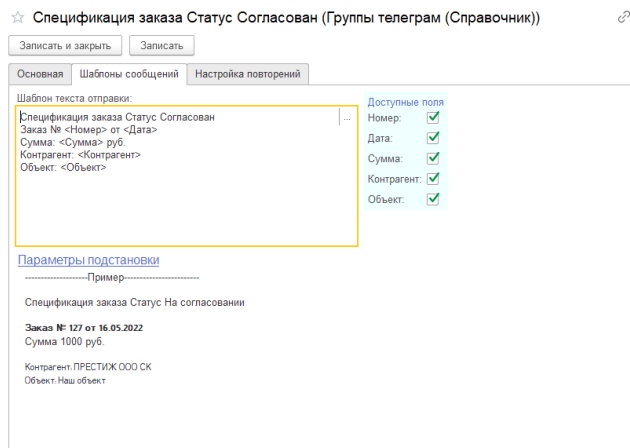 Спецификация заказа Статус Согласован (Группы телеграм (Справочник))
Записать и закрыть Записать
Основная Шаблоны сообщений Настройка повторений
Шаблон текста отправки:
Доступные поля
Спецификация заказа Статус Согласован ...
Заказ № <Номер> от <Дата>
Сумма: <Сумма> руб.
Контрагент: <Контрагент>
Объект: <Объект>
Номер:
Дата:
Сумма:
Контрагент:
Объект:
Параметры подстановки
--------------------Пример------------------------
Спецификация заказа Статус На согласовании
Заказ № 127 от 16.05.2022
Сумма 1000 руб.
Контрагент: ПРЕСТИЖ ООО СК
Объект: Наш объект